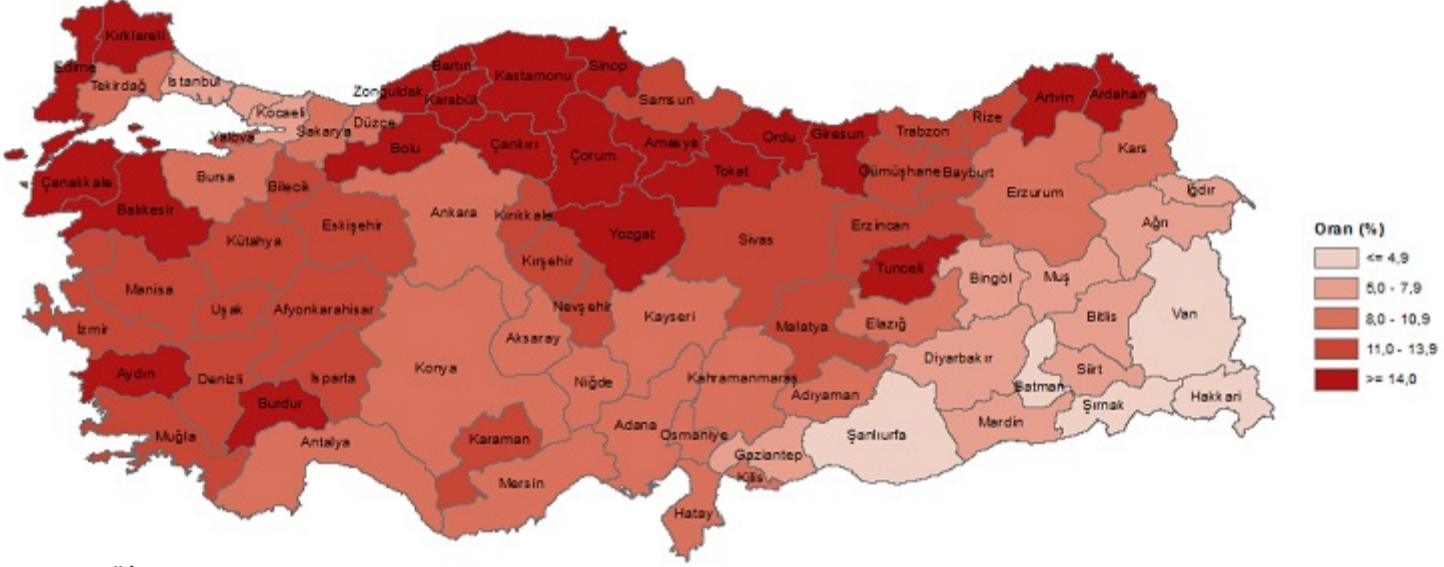 Kırklareli
Edirne
Tekirdağ
İstanbul
Kocaeli
Yalova
Sakarya
Düzce
Zonguldak
Bartın
Karabük
Kastamonu
Sinop
Samsun
Bolu
Çankırı
Çorum
Amasya
Tokat
Ordu
Giresun
Trabzon
Rize
Artvin
Ardahan
Kars
Gümüşhane
Bayburt
Erzurum
Iğdır
Ağrı
Çanakkale
Balıkesir
Bursa
Bilecik
Kütahya
Eskişehir
Ankara
Kırıkkale
Kırşehir
Yozgat
Sivas
Erzincan
Tunceli
Bingöl
Muş
Bitlis
Van
Manisa
Uşak
Afyonkarahisar
İzmir
Nevşehir
Kayseri
Malatya
Elazığ
Aksaray
Diyarbakır
Aydın
Denizli
Isparta
Konya
Niğde
Kahramanmaraş
Adıyaman
Batman
Siirt
Şırnak
Hakkari
Burdur
Muğla
Antalya
Karaman
Adana
Osmaniye
Şanlıurfa
Mardin
Gaziantep
Kilis
Mersin
Hatay
Oran (%)
<= 4,9
5,0 - 7,9
8,0 - 10,9
11,0 - 13,9
>= 14,0